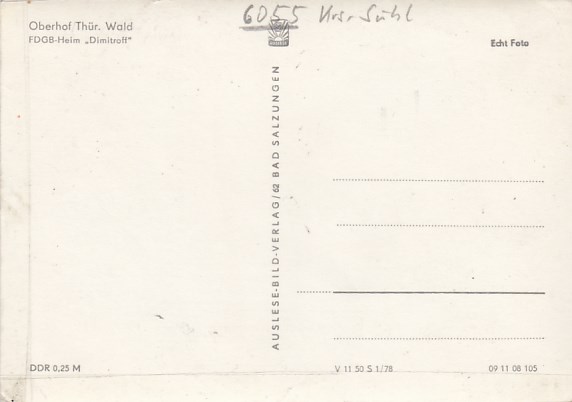 6055 Krs. Suhl
Oberhof Thür. Wald
FDGB-Heim „Dimitroff"
Echt Foto
AUSLESE-BILD-VERLAG/62 BAD SALZUNGEN
DDR 0,25 M
V 11 50 S 1/78
09 11 08 105